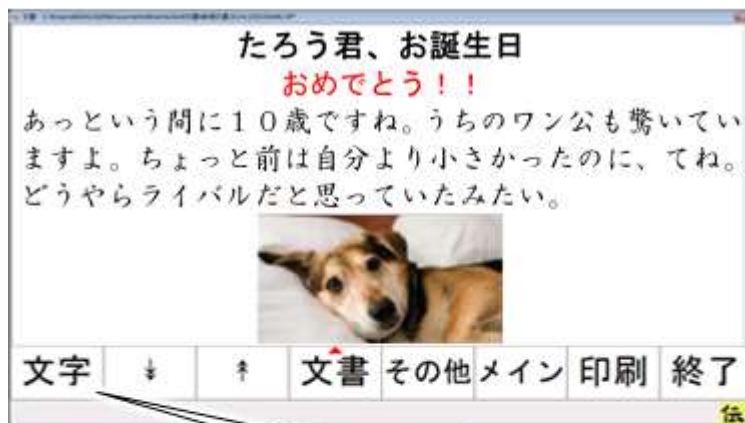 たろう君、お誕生日
おめでとう！！
あっという間に１０歳ですね。うちのワン公も驚いてい
ますよ。ちょっと前は自分より小さかったのに、てね。
どうやらライバルだと思っていたみたい。
文字 文書 その他 メイン 印刷 終了
伝